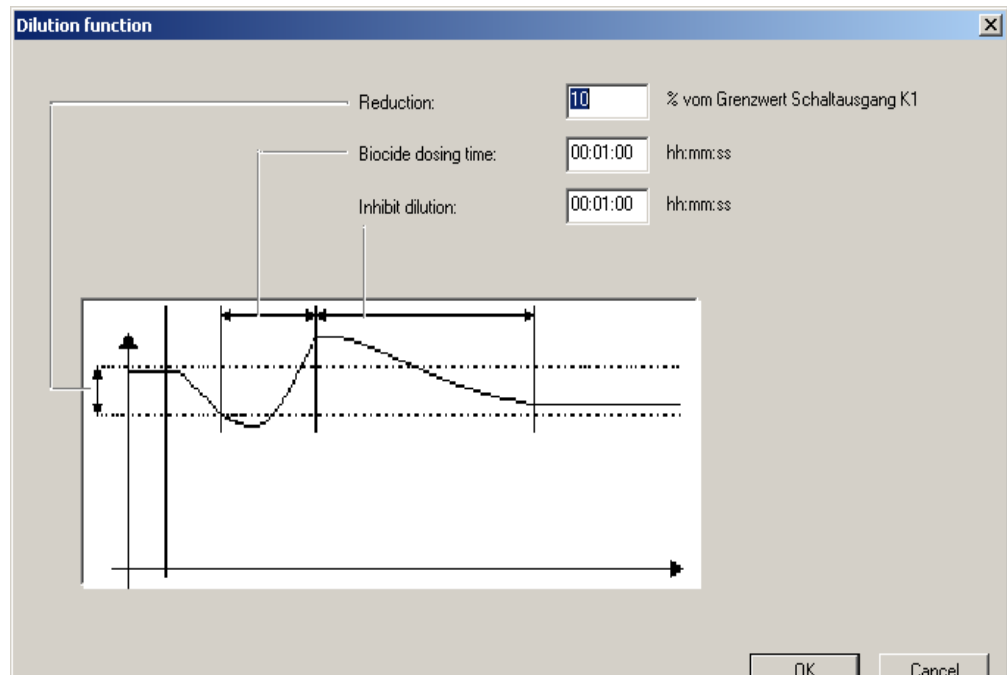 Dilution function
Reduction: 10 % vom Grenzwert Schaltausgang K1
Biocide dosing time: 00:01:00 hh:mm:ss
Inhibit dilution: 00:01:00 hh:mm:ss
OK Cancel